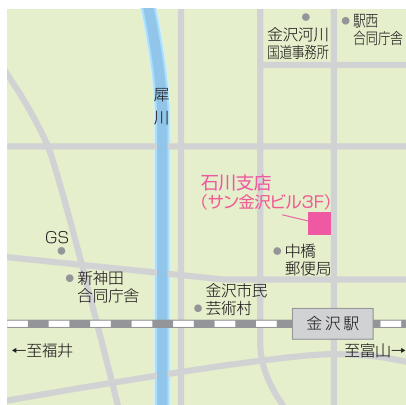 駅西
合同庁舎
金沢河川
国道事務所
犀川
石川支店
(サン金沢ビル3F)
GS
中橋
郵便局
新神田
合同庁舎
金沢市民
芸術村
金沢駅
←至福井
至富山→